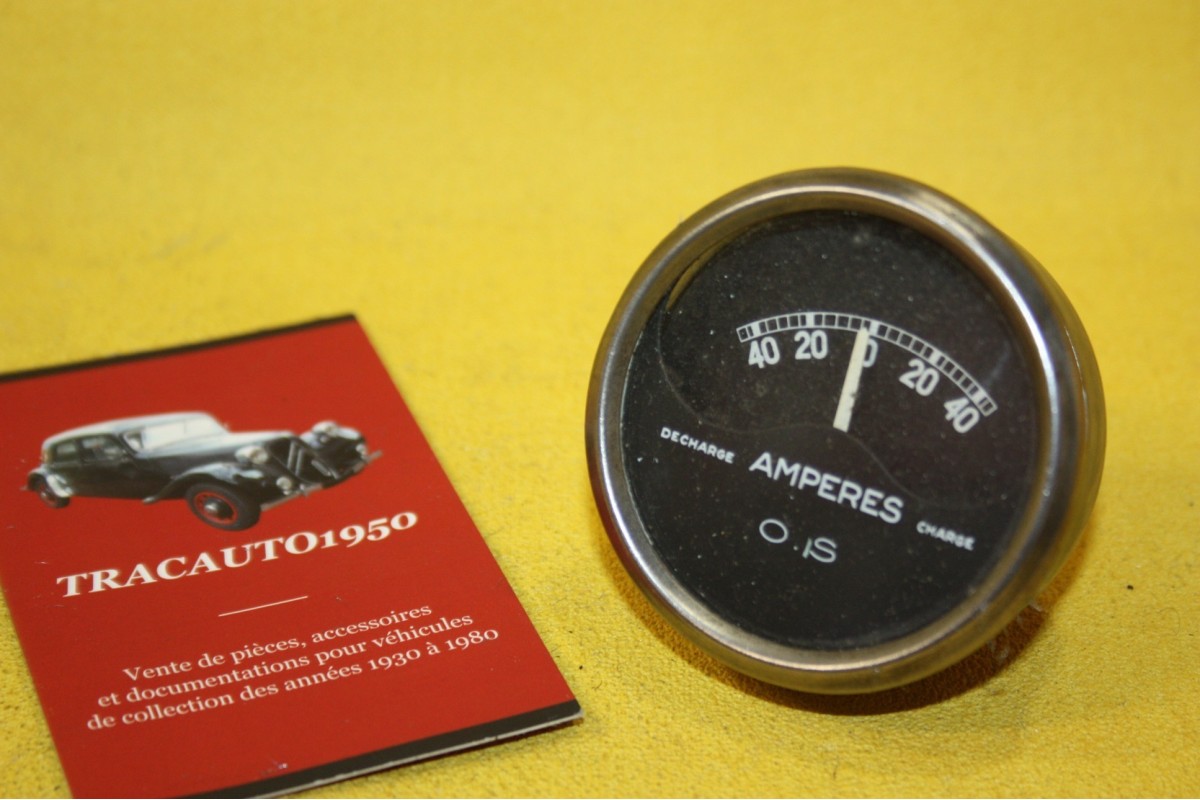 TRACAUTO1950
Vente de pièces, accessoires
et documentations pour véhicules
de collection des années 1930 à 1980
40 20 0 20 40
DECHARGE AMPERES CHARGE
O.S